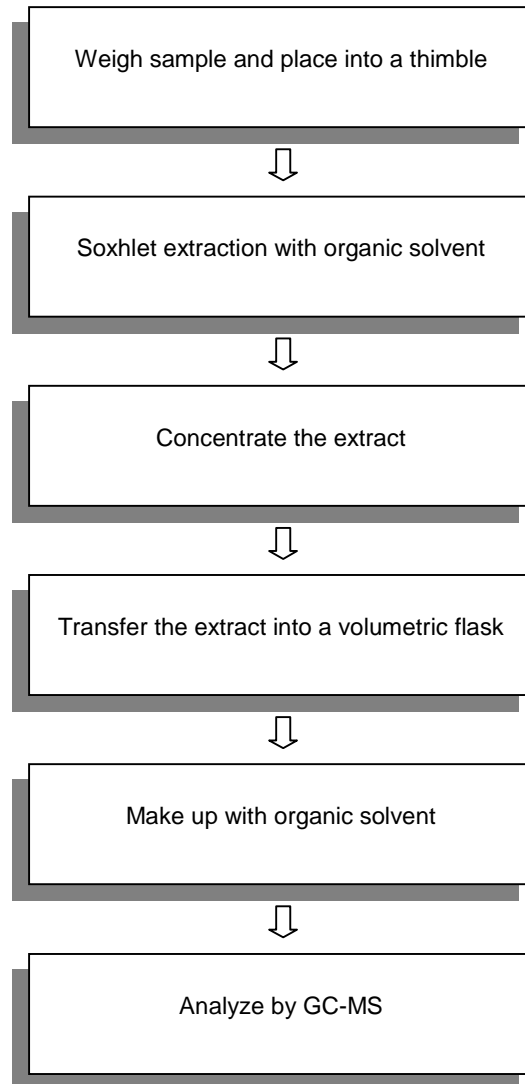 Weigh sample and place into a thimble
Soxhlet extraction with organic solvent
Concentrate the extract
Transfer the extract into a volumetric flask
Make up with organic solvent
Analyze by GC-MS